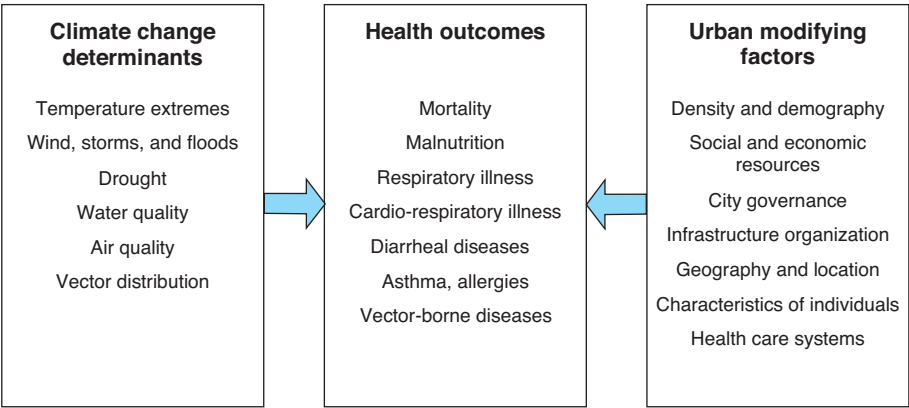 Climate change
determinants
Temperature extremes
Wind, storms, and floods
Drought
Water quality
Air quality
Vector distribution
Health outcomes
Mortality
Malnutrition
Respiratory illness
Cardio-respiratory illness
Diarrheal diseases
Asthma, allergies
Vector-borne diseases
Urban modifying
factors
Density and demography
Social and economic
resources
City governance
Infrastructure organization
Geography and location
Characteristics of individuals
Health care systems